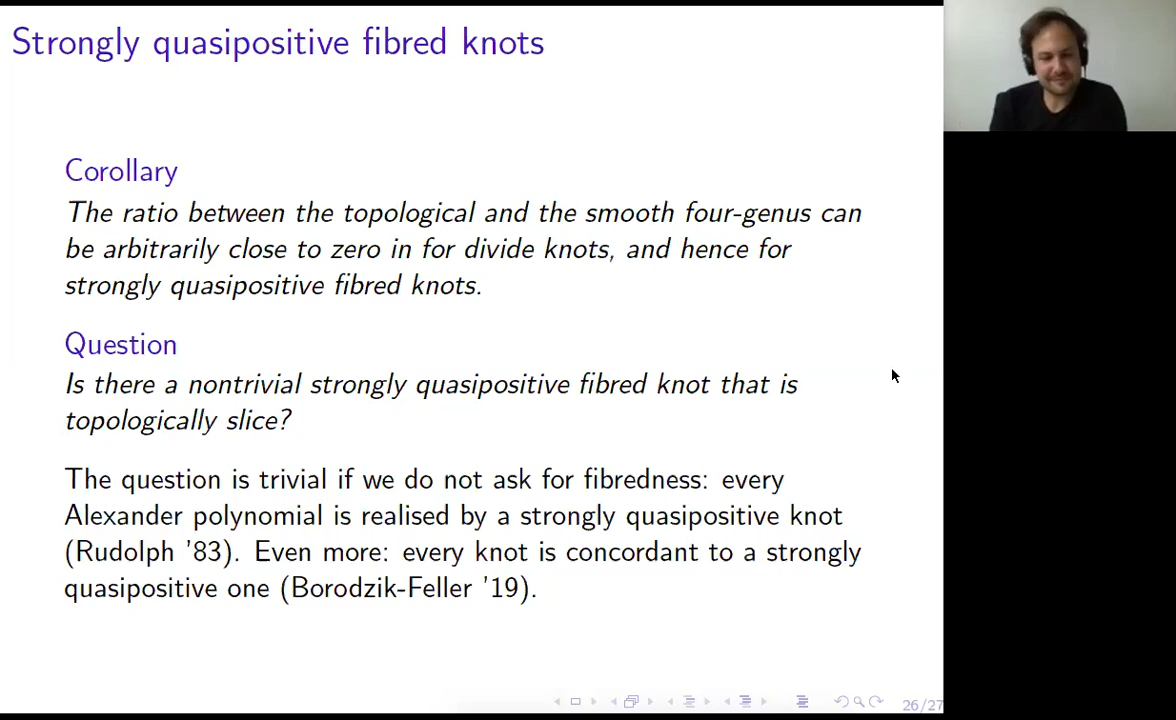 Strongly quasipositive fibred knots
Corollary
The ratio between the topological and the smooth four-genus can
be arbitrarily close to zero in for divide knots, and hence for
strongly quasipositive fibred knots.
Question
Is there a nontrivial strongly quasipositive fibred knot that is
topologically slice?
The question is trivial if we do not ask for fibredness: every
Alexander polynomial is realised by a strongly quasipositive knot
(Rudolph '83). Even more: every knot is concordant to a strongly
quasipositive one (Borodzik-Feller '19).
26/27